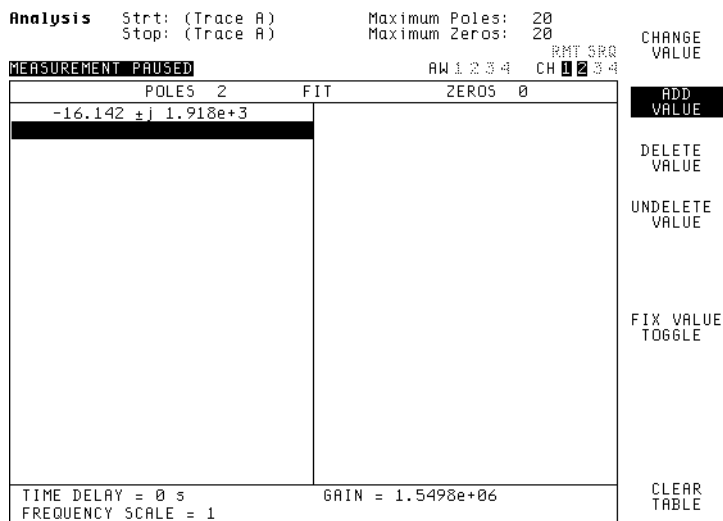 Analysis Strt: (Trace A) Maximum Poles: 20
Stop: (Trace A) Maximum Zeros: 20
RMT SRQ
MEASUREMENT PAUSED AW 1 2 3 4 CH 1 2 3 4
POLES 2 FIT ZEROS 0
-16.142 ±j 1.918e+3
TIME DELAY = 0 s GAIN = 1.5498e+06
FREQUENCY SCALE = 1
CHANGE
VALUE
ADD
VALUE
DELETE
VALUE
UNDELETE
VALUE
FIX VALUE
TOGGLE
CLEAR
TABLE